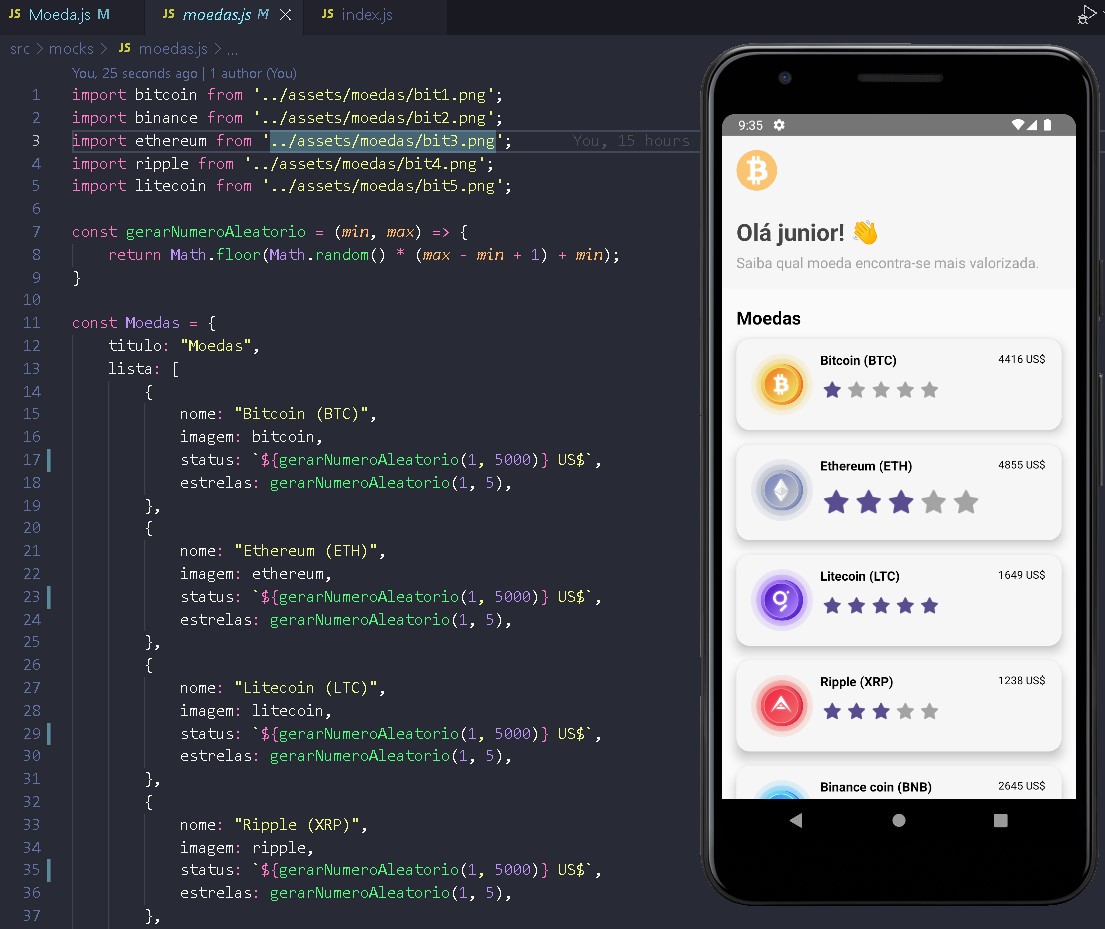 JS Moeda.js M JS moedas.js M JS index.js
src > mocks > JS moedas.js > ...
You, 25 seconds ago | 1 author (You)
1 import bitcoin from '../assets/moedas/bit1.png';
2 import binance from '../assets/moedas/bit2.png';
3 import ethereum from '../assets/moedas/bit3.png'; You, 15 hours
4 import ripple from '../assets/moedas/bit4.png';
5 import litecoin from '../assets/moedas/bit5.png';
6
7 const gerarNumeroAleatorio = (min, max) => {
8 return Math.floor(Math.random() * (max - min + 1) + min);
9 }
10
11 const Moedas = {
12 titulo: "Moedas",
13 lista: [
14 {
15 nome: "Bitcoin (BTC)",
16 imagem: bitcoin,
17 status: `${gerarNumeroAleatorio(1, 5000)} US$`,
18 estrelas: gerarNumeroAleatorio(1, 5),
19 },
20 {
21 nome: "Ethereum (ETH)",
22 imagem: ethereum,
23 status: `${gerarNumeroAleatorio(1, 5000)} US$`,
24 estrelas: gerarNumeroAleatorio(1, 5),
25 },
26 {
27 nome: "Litecoin (LTC)",
28 imagem: litecoin,
29 status: `${gerarNumeroAleatorio(1, 5000)} US$`,
30 estrelas: gerarNumeroAleatorio(1, 5),
31 },
32 {
33 nome: "Ripple (XRP)",
34 imagem: ripple,
35 status: `${gerarNumeroAleatorio(1, 5000)} US$`,
36 estrelas: gerarNumeroAleatorio(1, 5),
37 },
9:35
Olá junior! 👋
Saiba qual moeda encontra-se mais valorizada.
Moedas
Bitcoin (BTC) 4416 US$
Ethereum (ETH) 4855 US$
Litecoin (LTC) 1649 US$
Ripple (XRP) 1238 US$
Binance coin (BNB) 2645 US$